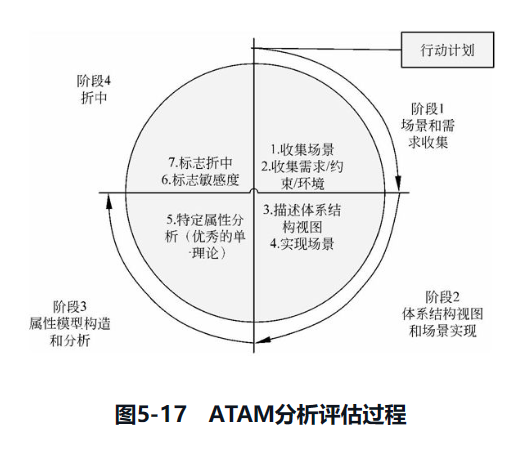 行动计划
阶段4
折中
阶段1
场景和需
求收集
7.标志折中
6.标志敏感度
1.收集场景
2.收集需求/约
束/环境
5.特定属性分
析（优秀的单
·理论）
3.描述体系结
构视图
4.实现场景
阶段3
属性模型构造
和分析
阶段2
体系结构视图
和场景实现
图5-17 ATAM分析评估过程